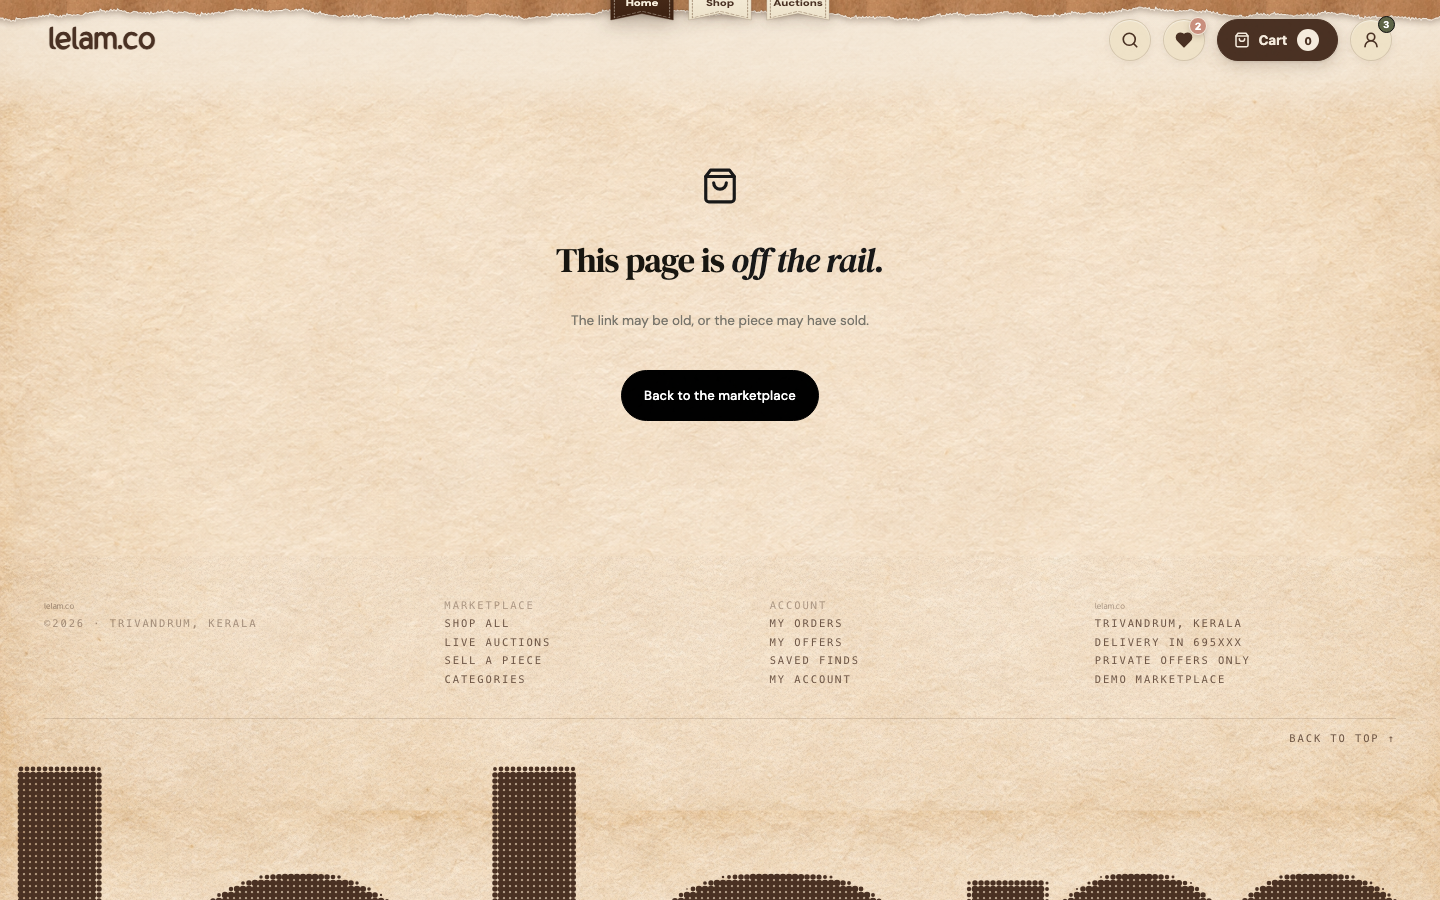 Home
Shop
Auctions
lelam.co
2
Cart 0
3
This page is off the rail.
The link may be old, or the piece may have sold.
Back to the marketplace
lelam.co
©2026 · TRIVANDRUM, KERALA
MARKETPLACE
SHOP ALL
LIVE AUCTIONS
SELL A PIECE
CATEGORIES
ACCOUNT
MY ORDERS
MY OFFERS
SAVED FINDS
MY ACCOUNT
lelam.co
TRIVANDRUM, KERALA
DELIVERY IN 695XXX
PRIVATE OFFERS ONLY
DEMO MARKETPLACE
BACK TO TOP ↑